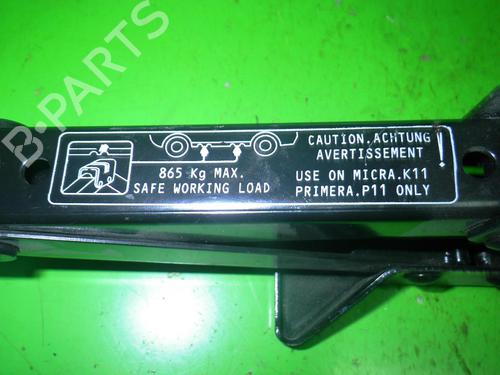 B-PARTS
CAUTION, ACHTUNG
AVERTISSEMENT !
865 Kg MAX.
SAFE WORKING LOAD
USE ON MICRA.K11
PRIMERA.P11 ONLY